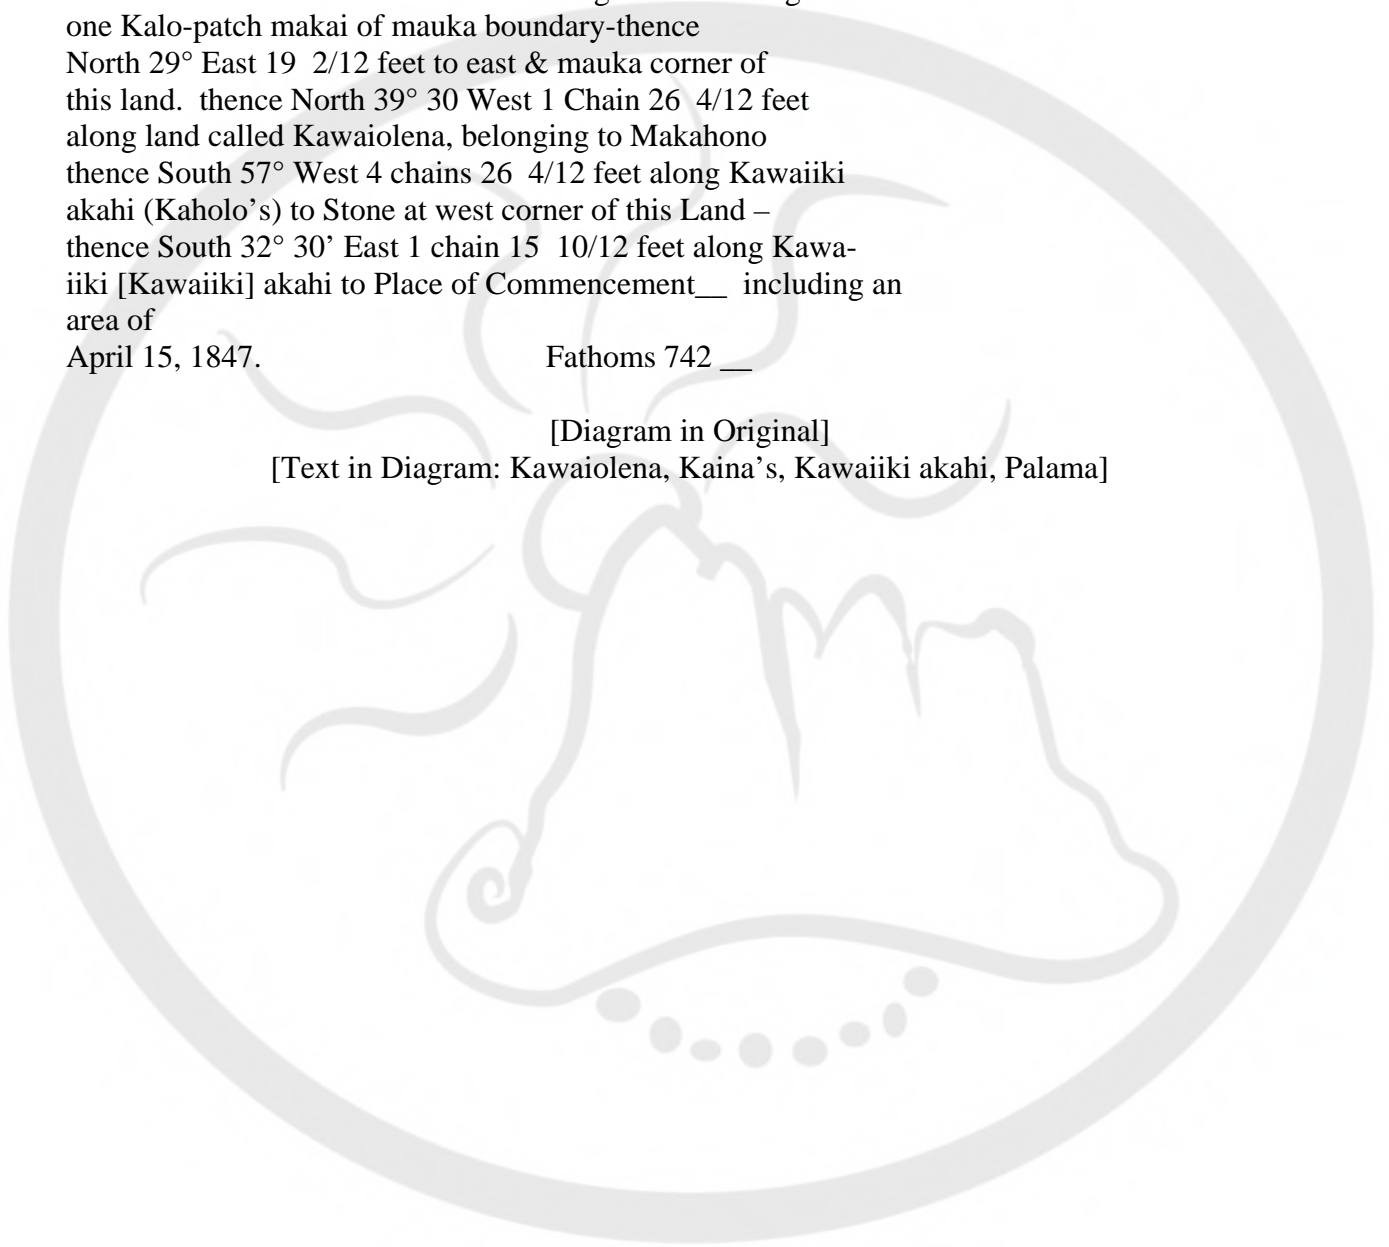 one Kalo-patch makai of mauka boundary-thence
North 29° East 19  2/12 feet to east & mauka corner of
this land.  thence North 39° 30 West 1 Chain 26  4/12 feet
along land called Kawaiolena, belonging to Makahono
thence South 57° West 4 chains 26  4/12 feet along Kawaiiki
akahi (Kaholo’s) to Stone at west corner of this Land –
thence South 32° 30’ East 1 chain 15  10/12 feet along Kawa-
iiki [Kawaiiki] akahi to Place of Commencement__  including an
area of
April 15, 1847. Fathoms 742 __
[Diagram in Original]
[Text in Diagram: Kawaiolena, Kaina’s, Kawaiiki akahi, Palama]